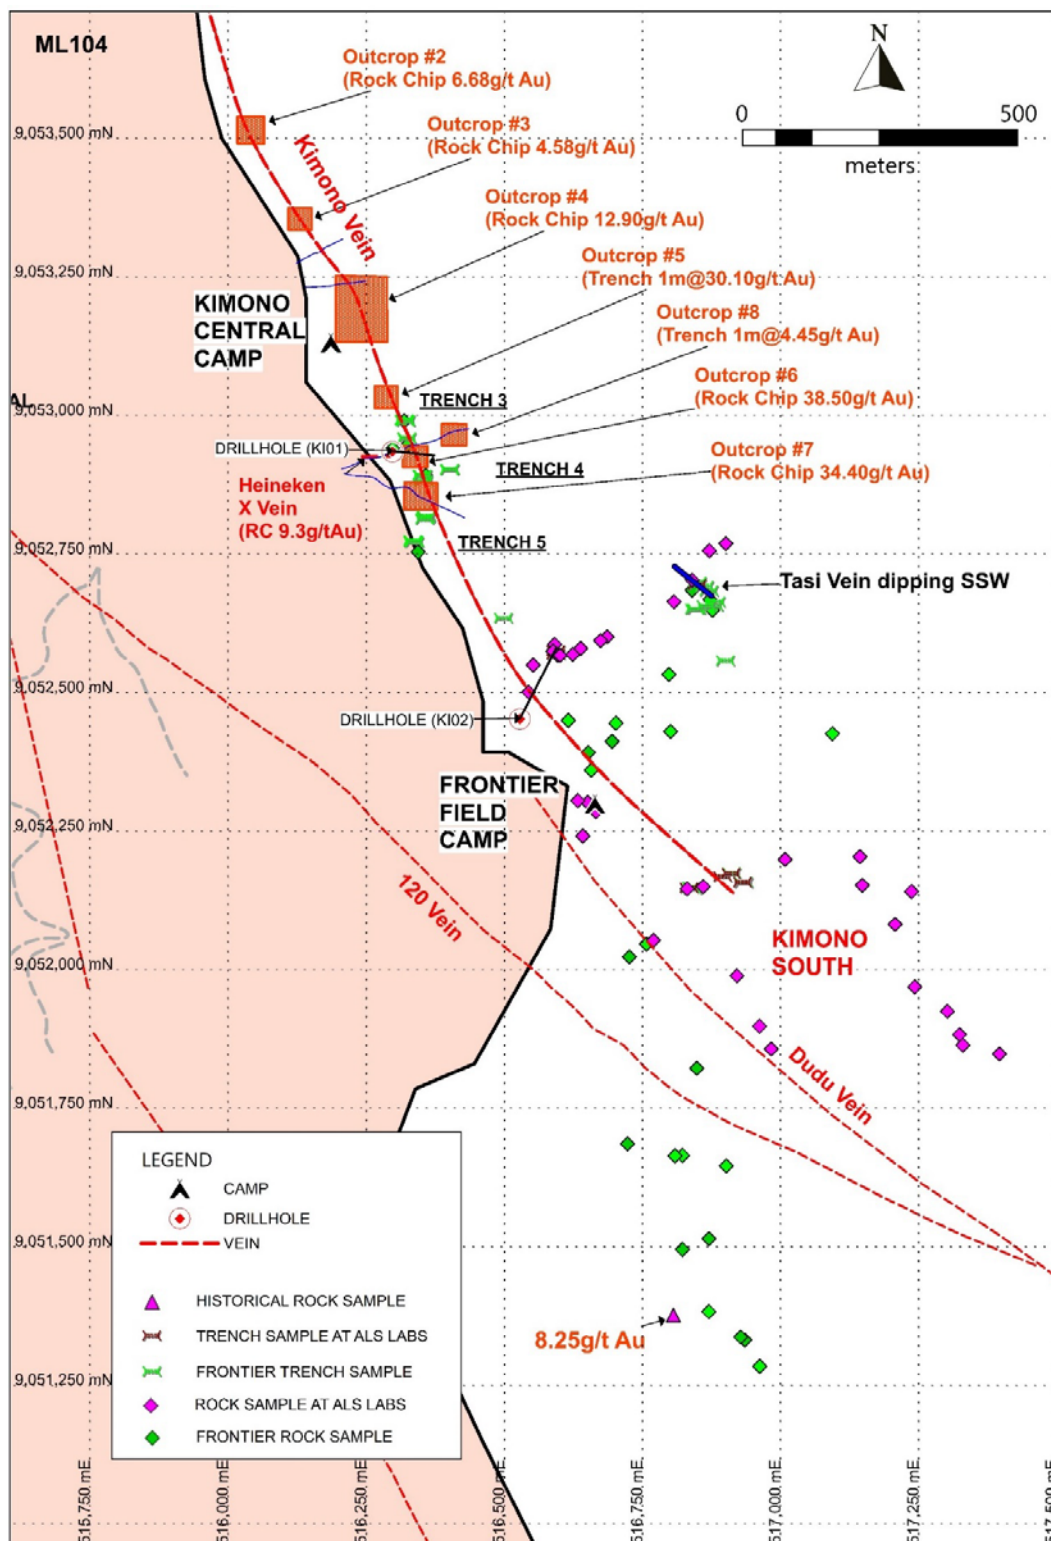 ML104
N
0
500
meters
Outcrop #2
(Rock Chip 6.68g/t Au)
Outcrop #3
(Rock Chip 4.58g/t Au)
Outcrop #4
(Rock Chip 12.90g/t Au)
Outcrop #5
(Trench 1m@30.10g/t Au)
Outcrop #8
(Trench 1m@4.45g/t Au)
Outcrop #6
(Rock Chip 38.50g/t Au)
Outcrop #7
(Rock Chip 34.40g/t Au)
Kimono Vein
KIMONO
CENTRAL
CAMP
AL
TRENCH 3
DRILLHOLE (KI01)
TRENCH 4
Heineken
X Vein
(RC 9.3g/tAu)
TRENCH 5
Tasi Vein dipping SSW
DRILLHOLE (KI02)
FRONTIER
FIELD
CAMP
120 Vein
KIMONO
SOUTH
Dudu Vein
8.25g/t Au
9,053,500 mN
9,053,250 mN
9,053,000 mN
9,052,750 mN
9,052,500 mN
9,052,250 mN
9,052,000 mN
9,051,750 mN
9,051,500 mN
9,051,250 mN
LEGEND
CAMP
DRILLHOLE
VEIN
HISTORICAL ROCK SAMPLE
TRENCH SAMPLE AT ALS LABS
FRONTIER TRENCH SAMPLE
ROCK SAMPLE AT ALS LABS
FRONTIER ROCK SAMPLE
515,750 mE
516,000 mE
516,250 mE
516,500 mE
516,750 mE
517,000 mE
517,250 mE